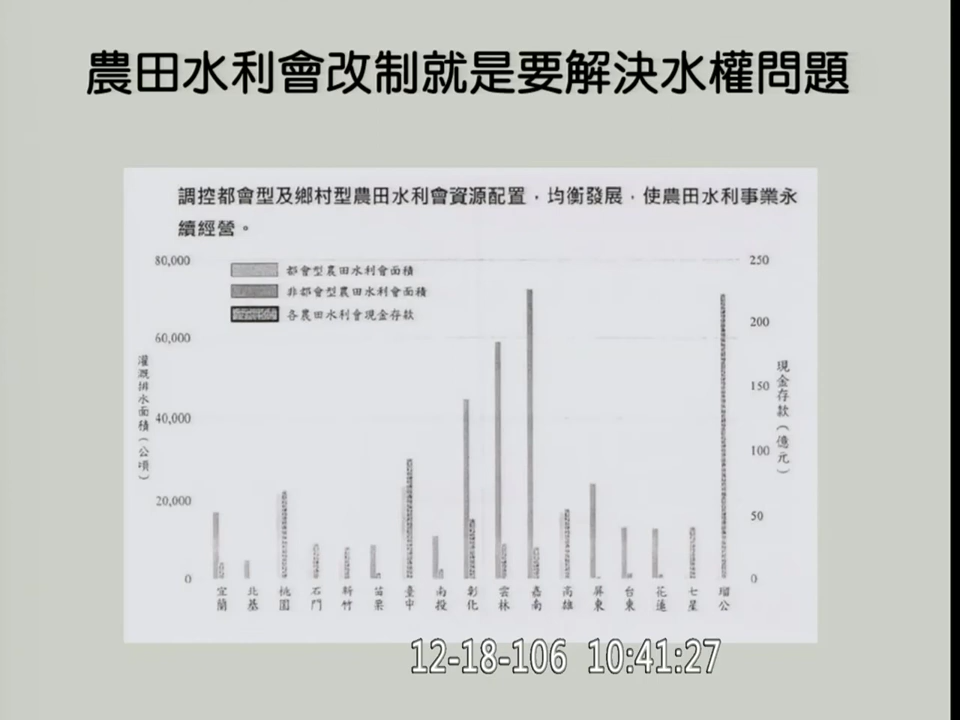 農田水利會改制就是要解決水權問題
調控都會型及鄉村型農田水利會資源配置，均衡發展，使農田水利事業永
續經營。
80,000
60,000
40,000
20,000
0
250
200
150
100
50
0
都會型農田水利會面積
非都會型農田水利會面積
各農田水利會現金存款
灌溉排水面積(公頃)
現金存款(億元)
宜蘭
北基
桃園
石門
新竹
苗栗
臺中
南投
彰化
雲林
嘉南
高雄
屏東
台東
花蓮
七星
瑠公
12-18-106 10:41:27